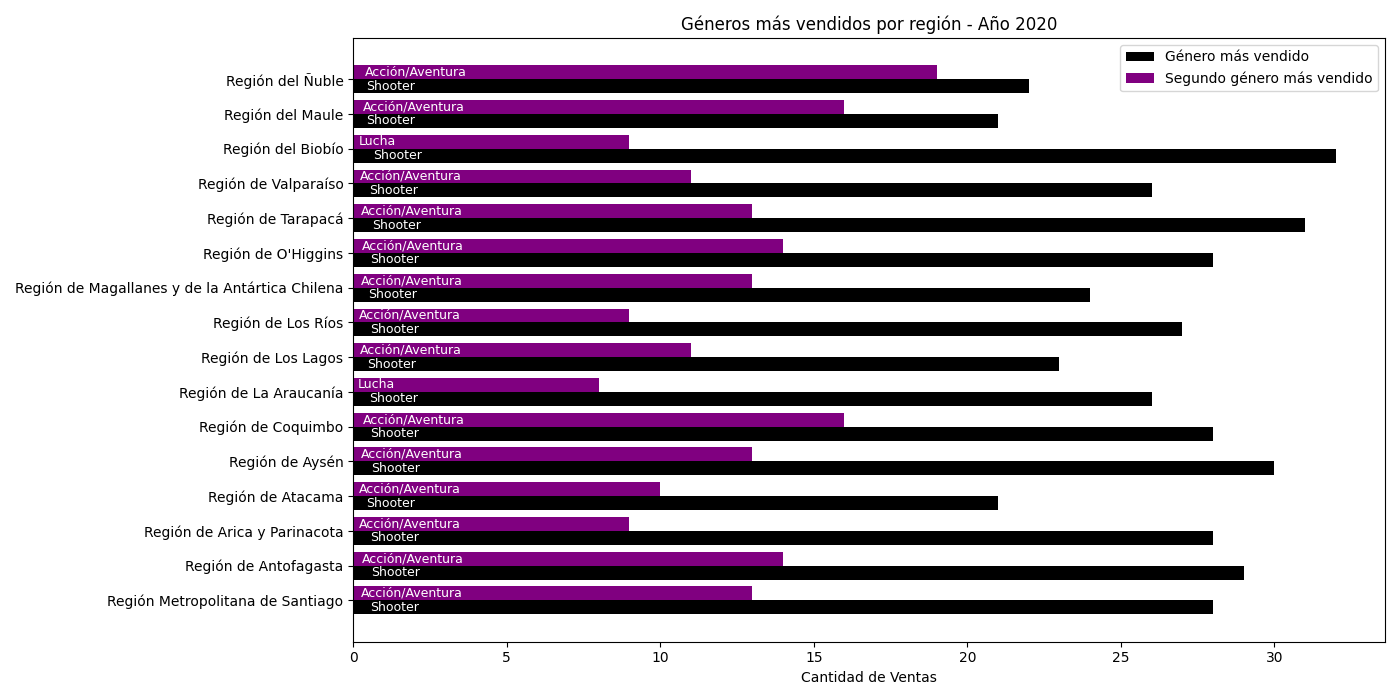 Géneros más vendidos por región - Año 2020
Género más vendido
Segundo género más vendido
Región del Ñuble
Acción/Aventura
Shooter
Región del Maule
Acción/Aventura
Shooter
Región del Biobío
Lucha
Shooter
Región de Valparaíso
Acción/Aventura
Shooter
Región de Tarapacá
Acción/Aventura
Shooter
Región de O'Higgins
Acción/Aventura
Shooter
Región de Magallanes y de la Antártica Chilena
Acción/Aventura
Shooter
Región de Los Ríos
Acción/Aventura
Shooter
Región de Los Lagos
Acción/Aventura
Shooter
Región de La Araucanía
Lucha
Shooter
Región de Coquimbo
Acción/Aventura
Shooter
Región de Aysén
Acción/Aventura
Shooter
Región de Atacama
Acción/Aventura
Shooter
Región de Arica y Parinacota
Acción/Aventura
Shooter
Región de Antofagasta
Acción/Aventura
Shooter
Región Metropolitana de Santiago
Acción/Aventura
Shooter
0 5 10 15 20 25 30
Cantidad de Ventas